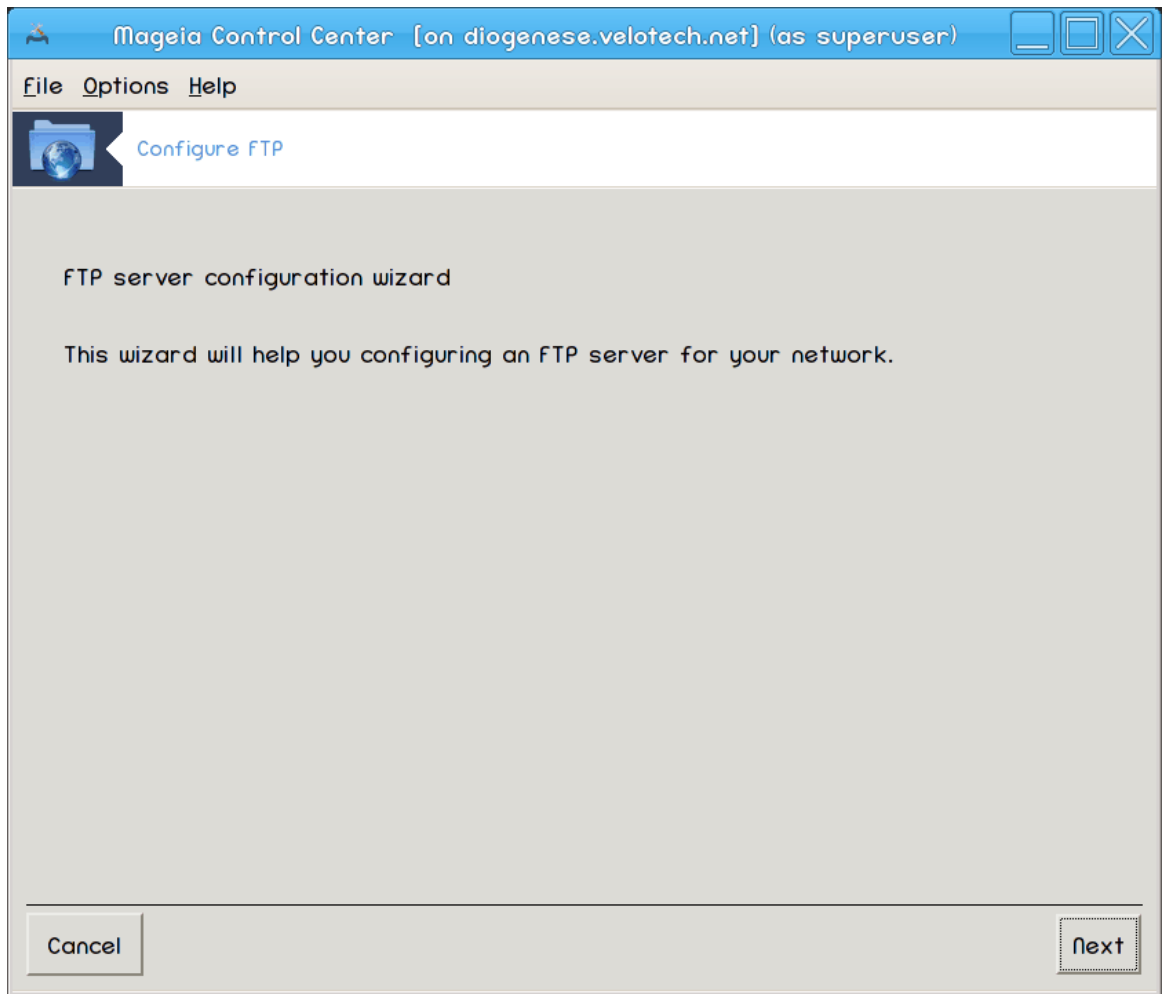 Mageia Control Center [on diogenese.velotech.net] (as superuser)
File Options Help
Configure FTP
FTP server configuration wizard
This wizard will help you configuring an FTP server for your network.
Cancel Next